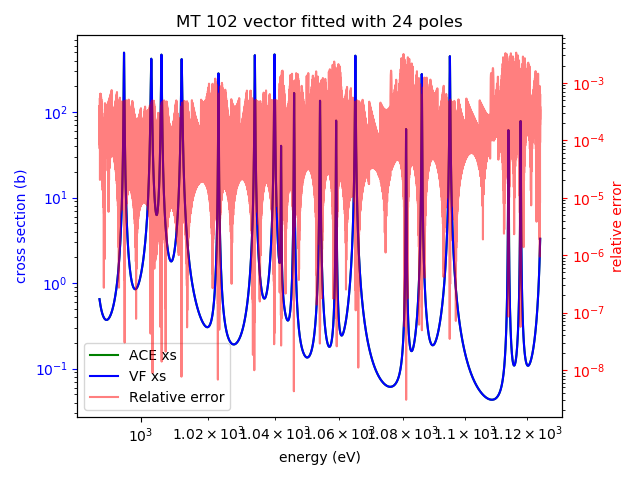 MT 102 vector fitted with 24 poles
cross section (b)
10²
10¹
10⁰
10⁻¹
10⁻³
10⁻⁴
10⁻⁵
10⁻⁶
10⁻⁷
10⁻⁸
relative error
ACE xs
VF xs
Relative error
10³ 1.02×10³ 1.04×10³ 1.06×10³ 1.08×10³ 1.1×10³ 1.12×10³
energy (eV)